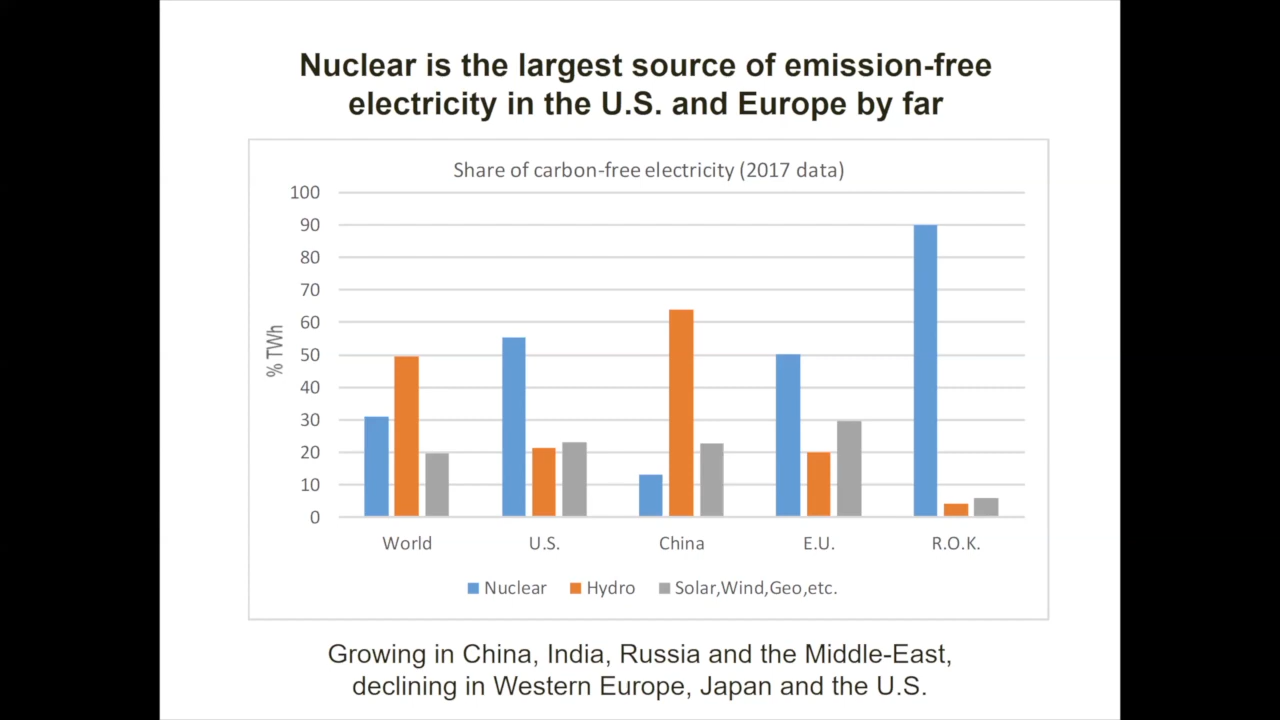 Nuclear is the largest source of emission-free
electricity in the U.S. and Europe by far
Share of carbon-free electricity (2017 data)
100
90
80
70
60
50
40
30
20
10
0
% TWh
World U.S. China E.U. R.O.K.
Nuclear Hydro Solar,Wind,Geo,etc.
Growing in China, India, Russia and the Middle-East,
declining in Western Europe, Japan and the U.S.